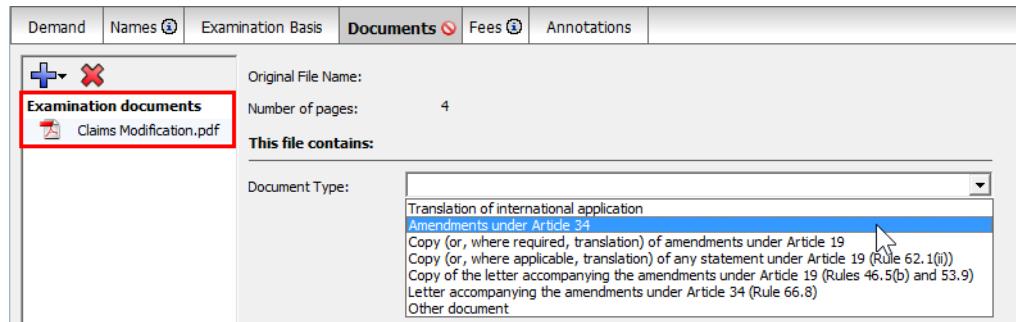 Demand Names Examination Basis Documents Fees Annotations
Original File Name:
Examination documents
Number of pages: 4
Claims Modification.pdf
This file contains:
Document Type:
Translation of international application
Amendments under Article 34
Copy (or, where required, translation) of amendments under Article 19
Copy (or, where applicable, translation) of any statement under Article 19 (Rule 62.1(ii))
Copy of the letter accompanying the amendments under Article 19 (Rules 46.5(b) and 53.9)
Letter accompanying the amendments under Article 34 (Rule 66.8)
Other document